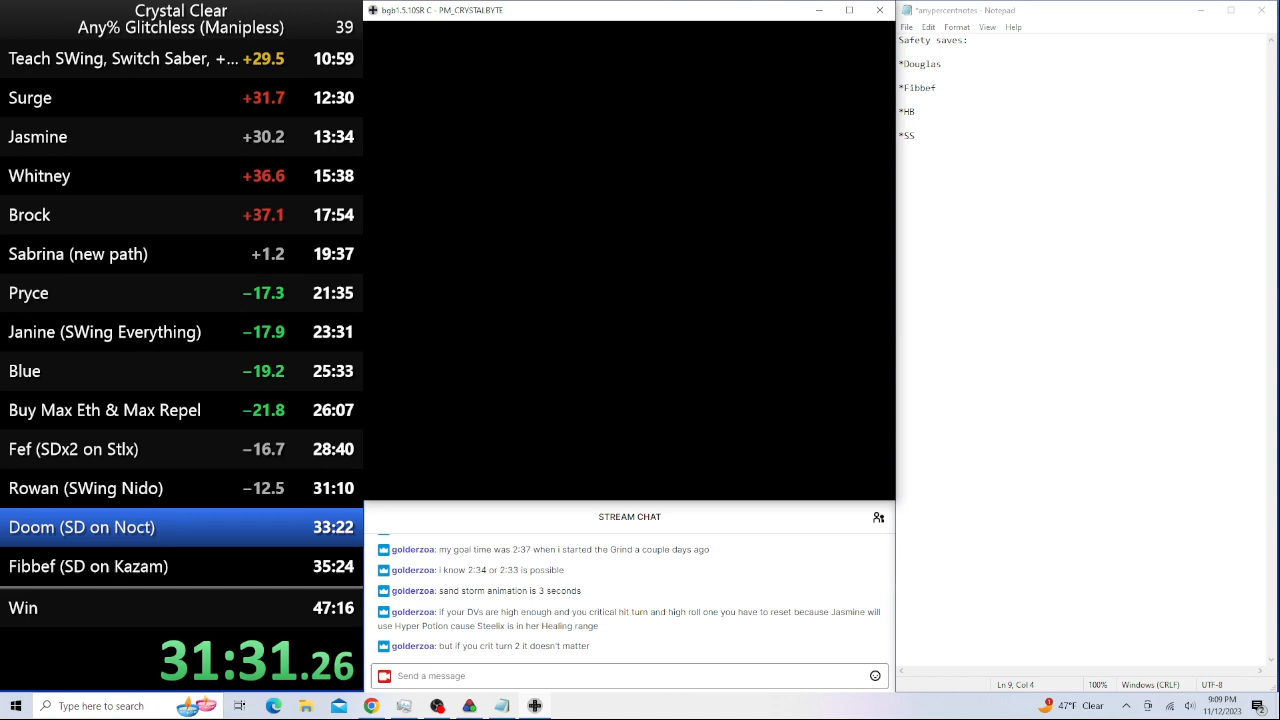 Crystal Clear
Any% Glitchless (Manipless) 39
Teach SWing, Switch Saber, +... +29.5 10:59
Surge +31.7 12:30
Jasmine +30.2 13:34
Whitney +36.6 15:38
Brock +37.1 17:54
Sabrina (new path) +1.2 19:37
Pryce −17.3 21:35
Janine (SWing Everything) −17.9 23:31
Blue −19.2 25:33
Buy Max Eth & Max Repel −21.8 26:07
Fef (SDx2 on Stlx) −16.7 28:40
Rowan (SWing Nido) −12.5 31:10
Doom (SD on Noct) 33:22
Fibbef (SD on Kazam) 35:24
Win 47:16
31:31.26
bgb1.5.10SR C - PM_CRYSTALBYTE
STREAM CHAT
golderzoa: my goal time was 2:37 when i started the Grind a couple days ago
golderzoa: i know 2:34 or 2:33 is possible
golderzoa: sand storm animation is 3 seconds
golderzoa: if your DVs are high enough and you critical hit turn and high roll one you have to reset because Jasmine will
use Hyper Potion cause Steelix is in her Healing range
golderzoa: but if you crit turn 2 it doesn't matter
Send a message
*anypercentnotes - Notepad
File Edit Format View Help
Safety saves:
*Douglas
*Fibbef
*HB
*SS
Ln 9, Col 4 100% Windows (CRLF) UTF-8
Type here to search
47°F Clear
9:09 PM
11/12/2023
2